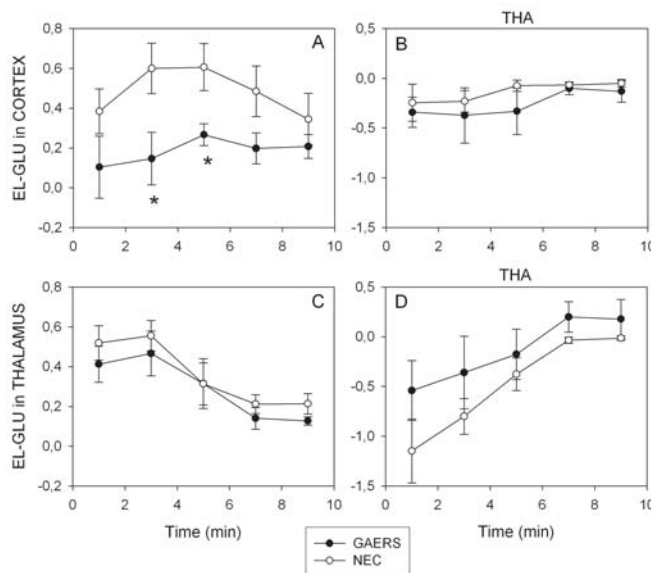 THA
0,8
0,6
0,4
0,2
0,0
0,2
EL-GLU in CORTEX
A
*
*
0 2 4 6 8 10
0,5
-0,0
-0,5
-1,0
-1,5
B
0 2 4 6 8 10
THA
0,8
0,6
0,4
0,2
0,0
0,2
EL-GLU in THALAMUS
C
0 2 4 6 8 10
Time (min)
0,5
0,0
-0,5
-1,0
-1,5
D
0 2 4 6 8 10
Time (min)
GAERS
NEC